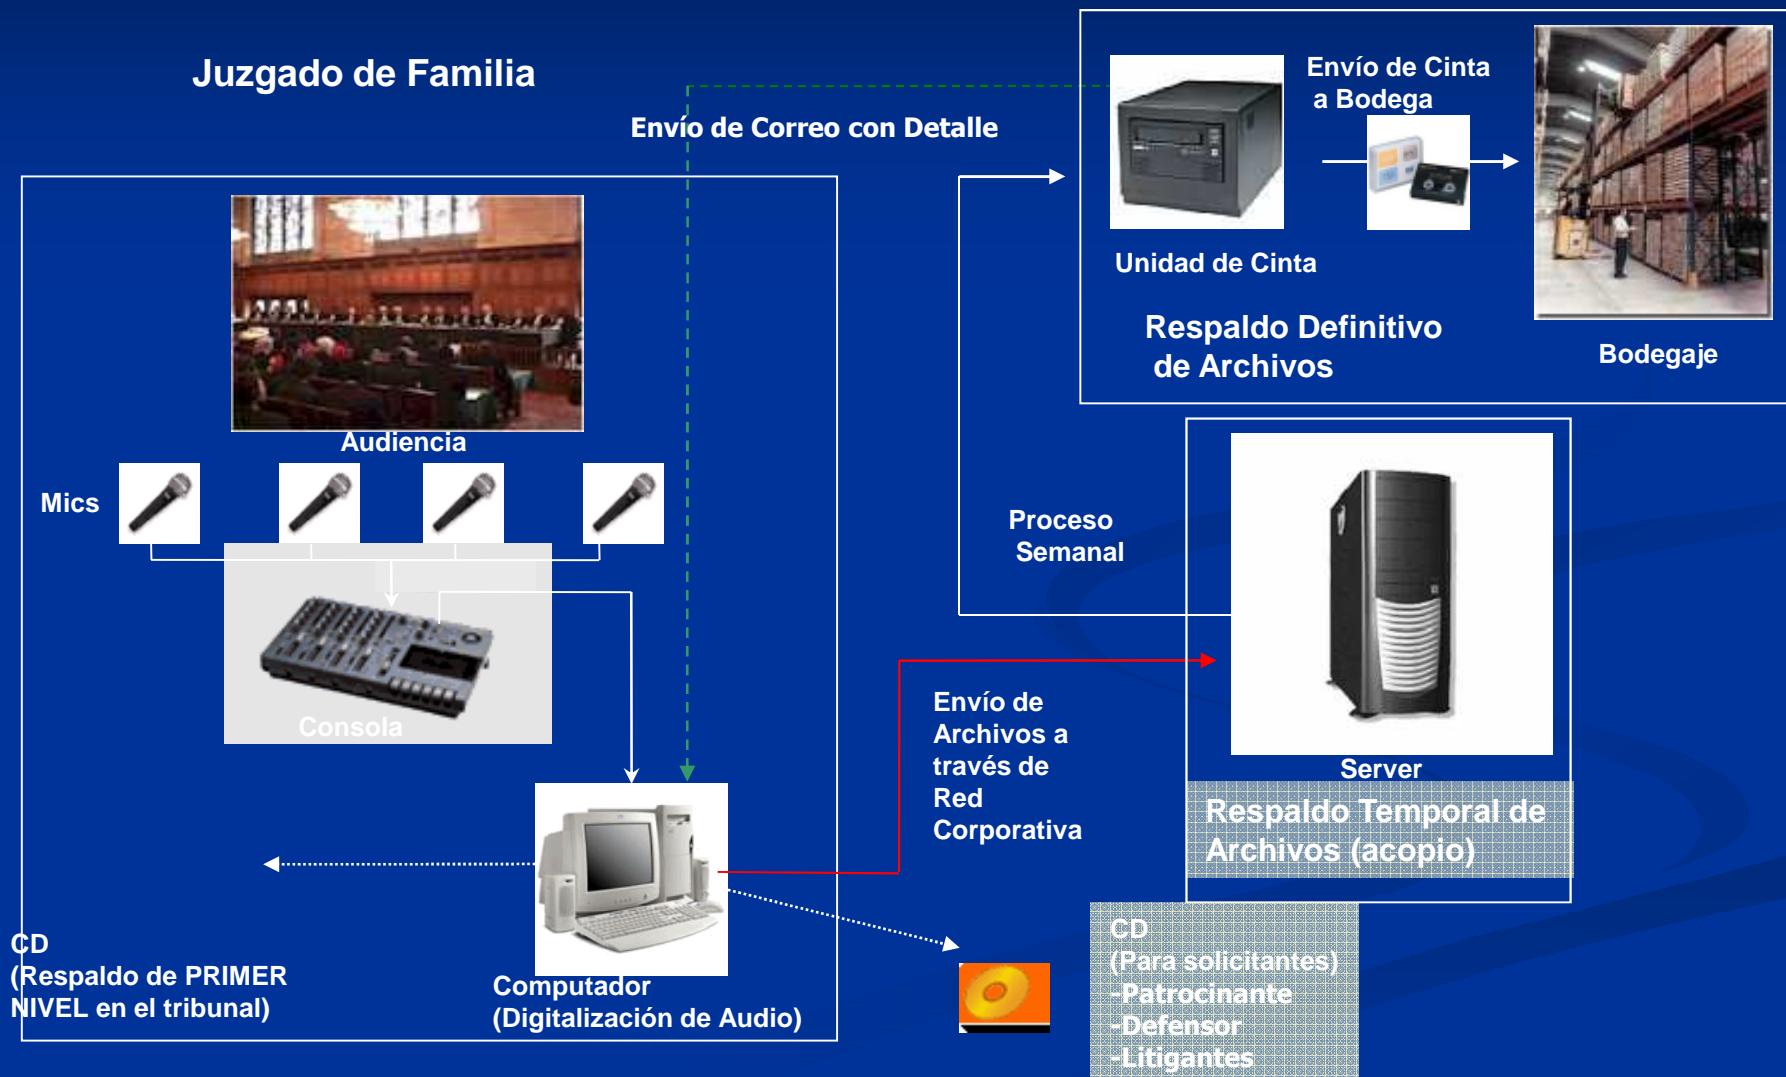 Juzgado de Familia
Envío de Correo con Detalle
Envío de Cinta
a Bodega
Unidad de Cinta
Respaldo Definitivo
de Archivos
Bodegaje
Audiencia
Mics
Consola
Proceso
Semanal
Envío de
Archivos a
través de
Red
Corporativa
Server
Respaldo Temporal de
Archivos (acopio)
CD
(Respaldo de PRIMER
NIVEL en el tribunal)
Computador
(Digitalización de Audio)
CD
(Para solicitantes)
-Patrocinante
-Defensor
-Litigantes